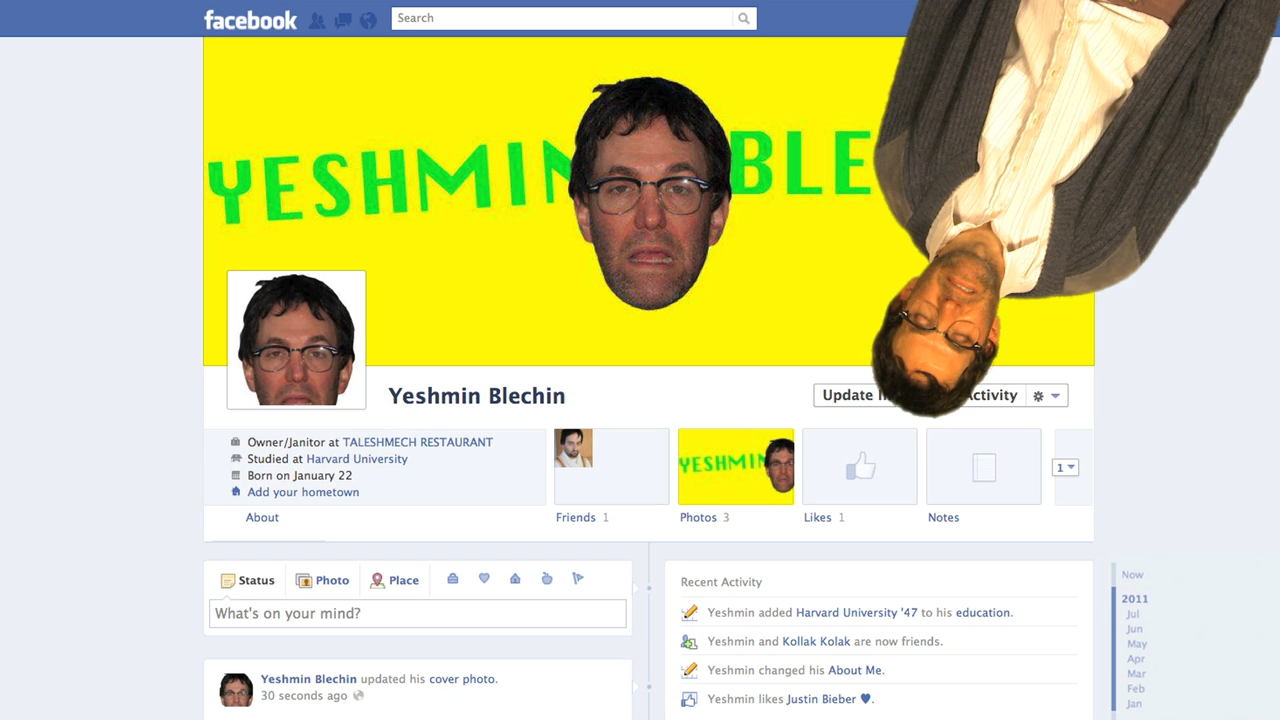 facebook
Search
YESHMIN BLE
Yeshmin Blechin
Update
Activity
Owner/Janitor at TALESHMECH RESTAURANT
Studied at Harvard University
Born on January 22
Add your hometown
About
YESHMIN
1
Friends 1
Photos 3
Likes 1
Notes
Status
Photo
Place
What's on your mind?
Yeshmin Blechin updated his cover photo.
30 seconds ago
Recent Activity
Yeshmin added Harvard University '47 to his education.
Yeshmin and Kollak Kolak are now friends.
Yeshmin changed his About Me.
Yeshmin likes Justin Bieber ♥.
Now
2011
Jul
Jun
May
Apr
Mar
Feb
Jan